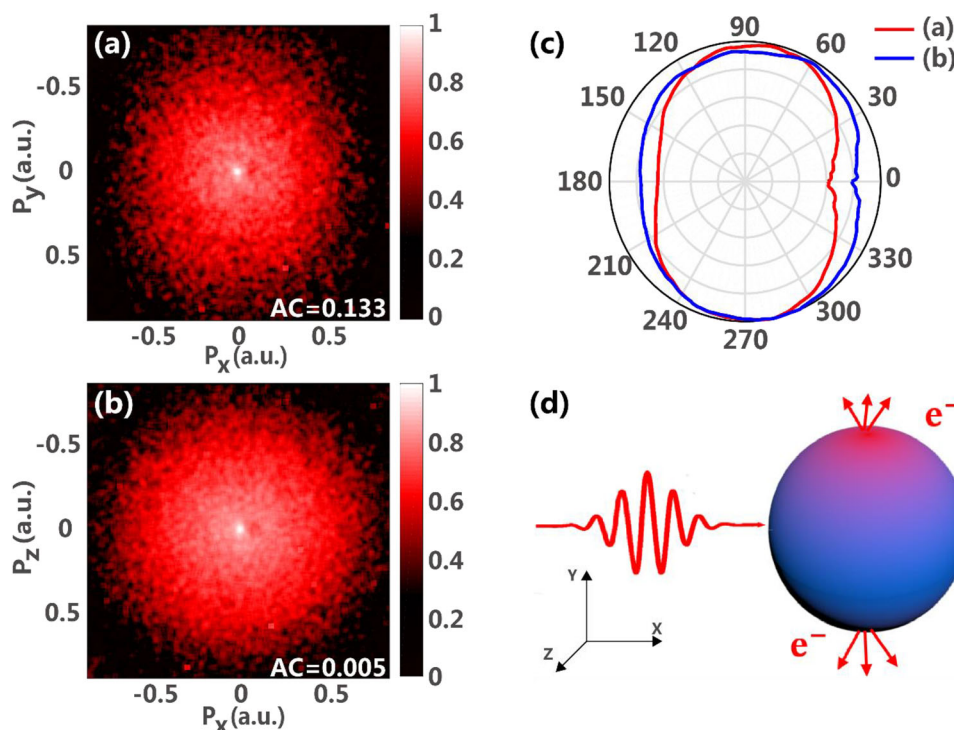 (a)
1
0.8
0.6
0.4
0.2
0
-0.5
0
0.5
Py(a.u.)
AC=0.133
-0.5 0 0.5
Px(a.u.)
(b)
1
0.8
0.6
0.4
0.2
0
-0.5
0
0.5
Pz(a.u.)
AC=0.005
-0.5 0 0.5
Px(a.u.)
(c)
(a)
(b)
90
120 60
150 30
180 0
210 330
240 300
270
(d)
e⁻
Y
X
Z
e⁻